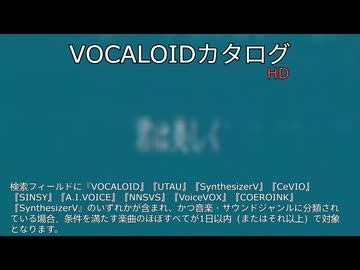 VOCALOIDカタログ
HD
検索フィールドに『VOCALOID』『UTAU』『SynthesizerV』『CeVIO』
『SINSY』『A.I.VOICE』『NNSVS』『VoiceVOX』『COEROINK』
『SynthesizerV』のいずれかが含まれ、かつ音楽・サウンドジャンルに分類され
ている場合、条件を満たす楽曲のほぼすべてが1日以内（またはそれ以上）で対象
となります。